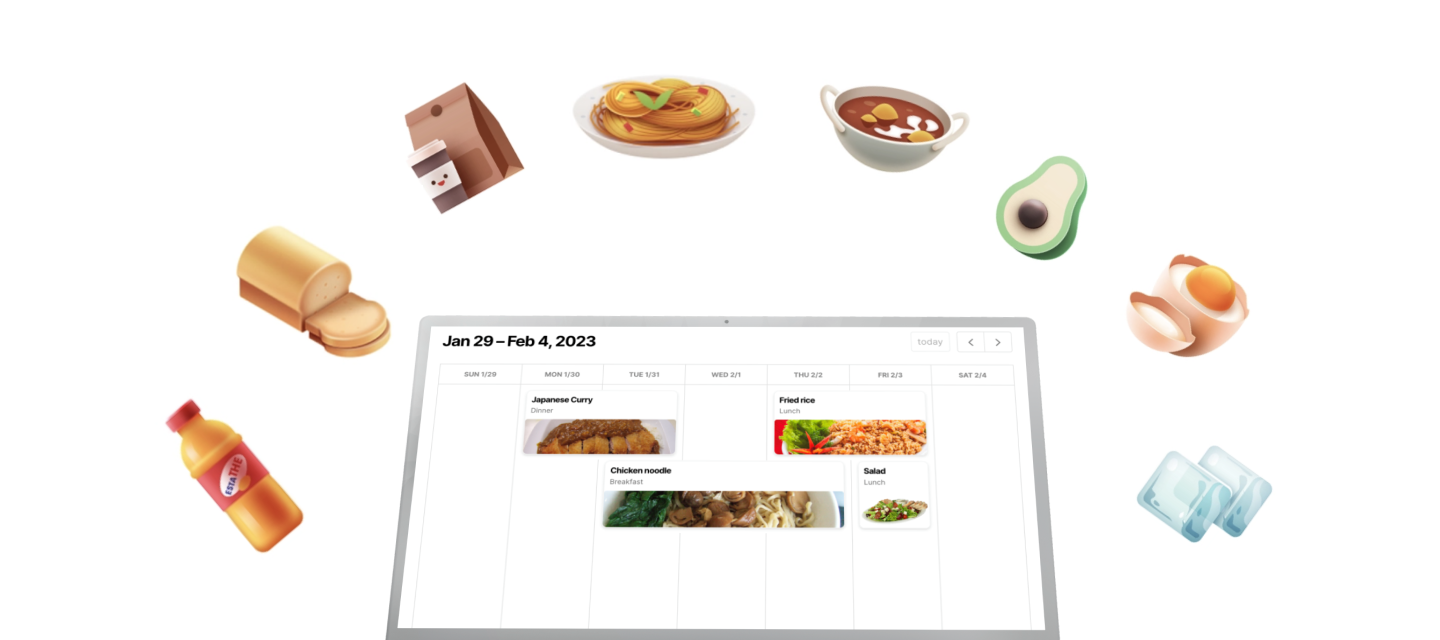 Jan 29 – Feb 4, 2023
today
SUN 1/29 MON 1/30 TUE 1/31 WED 2/1 THU 2/2 FRI 2/3 SAT 2/4
Japanese Curry
Dinner
Fried rice
Lunch
Chicken noodle
Breakfast
Salad
Lunch
ESTATHE